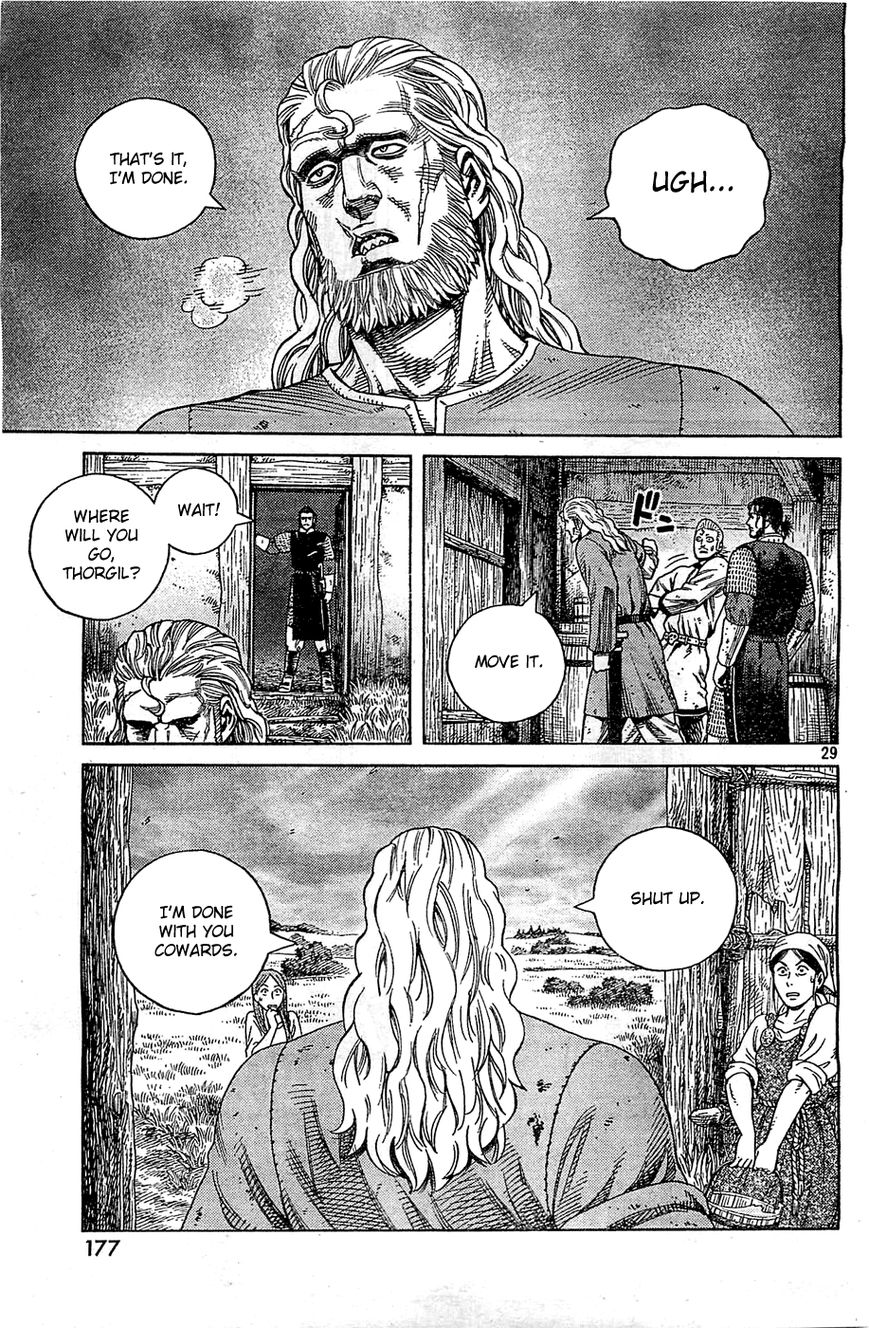 UGH...
THAT'S IT,
I'M DONE.
MOVE IT.
ドン
WAIT!
WHERE
WILL YOU
GO,
THORGIL?
29
SHUT UP.
I'M DONE
WITH YOU
COWARDS.
177